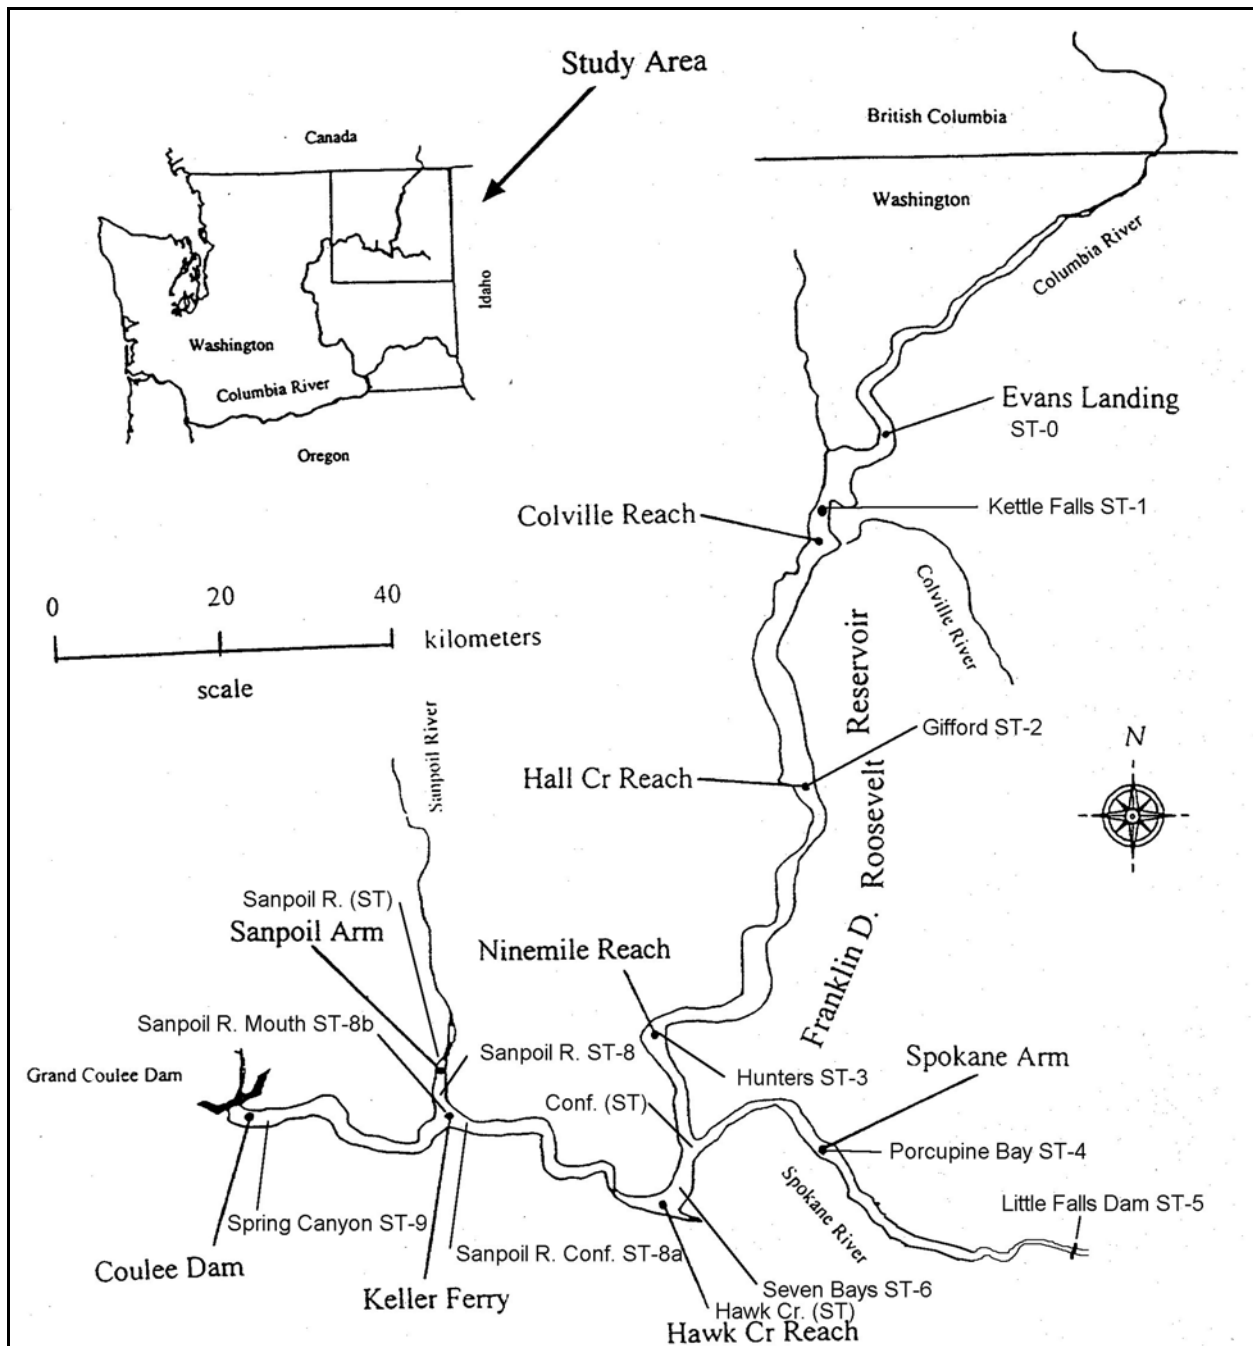 Study Area
Canada
British Columbia
Washington
Columbia River
Idaho
Washington
Columbia River
Oregon
Evans Landing
ST-0
Kettle Falls ST-1
Colville Reach
Colville River
0 20 40
kilometers
scale
Sanpoil River
Franklin D. Roosevelt Reservoir
Gifford ST-2
Hall Cr Reach
N
Sanpoil R. (ST)
Sanpoil Arm
Ninemile Reach
Sanpoil R. Mouth ST-8b
Sanpoil R. ST-8
Grand Coulee Dam
Hunters ST-3
Spokane Arm
Conf. (ST)
Porcupine Bay ST-4
Spokane River
Little Falls Dam ST-5
Spring Canyon ST-9
Sanpoil R. Conf. ST-8a
Coulee Dam
Keller Ferry
Seven Bays ST-6
Hawk Cr. (ST)
Hawk Cr Reach